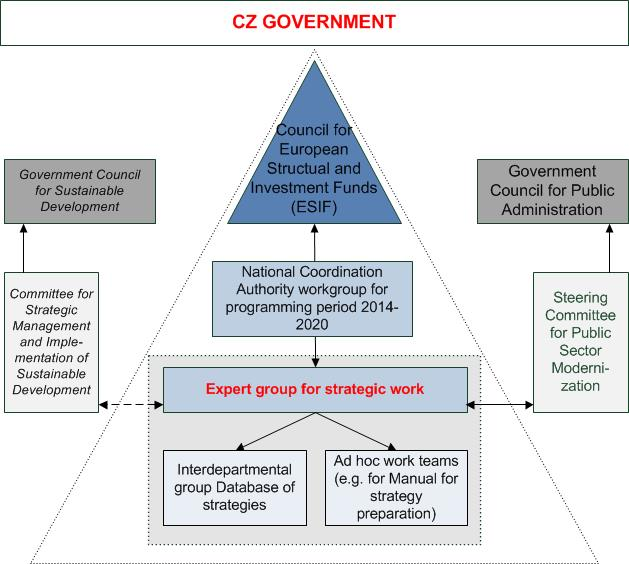 CZ GOVERNMENT
Council for
European
Structual and
Investment Funds
(ESIF)
Government Council
for Sustainable
Development
Government
Council for Public
Administration
National Coordination
Authority workgroup for
programming period 2014-
2020
Committee for
Strategic
Management
and Imple-
mentation of
Sustainable
Development
Steering
Committee
for Public
Sector
Moderni-
zation
Expert group for strategic work
Interdepartmental
group Database of
strategies
Ad hoc work teams
(e.g. for Manual for
strategy
preparation)